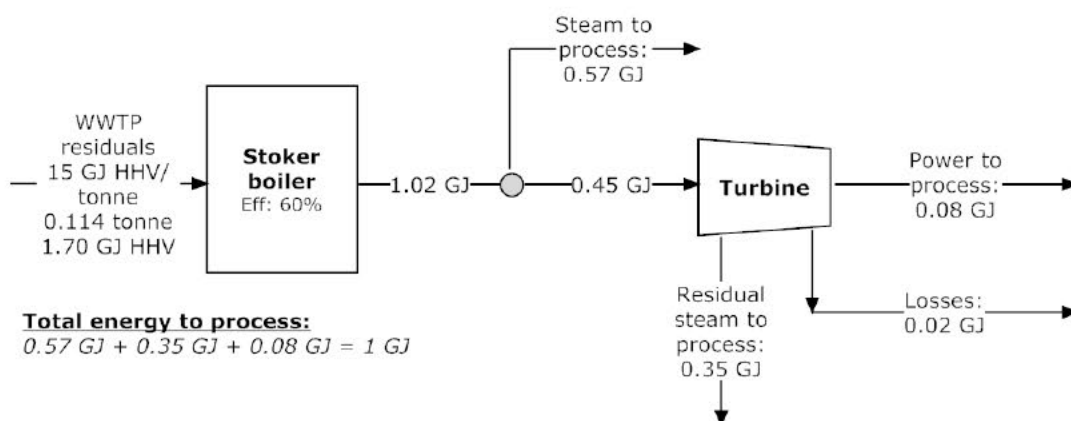 Steam to
process:
0.57 GJ
WWTP
residuals
15 GJ HHV/
tonne
0.114 tonne
1.70 GJ HHV
Stoker
boiler
Eff: 60%
1.02 GJ
0.45 GJ
Turbine
Power to
process:
0.08 GJ
Residual
steam to
process:
0.35 GJ
Losses:
0.02 GJ
Total energy to process:
0.57 GJ + 0.35 GJ + 0.08 GJ = 1 GJ